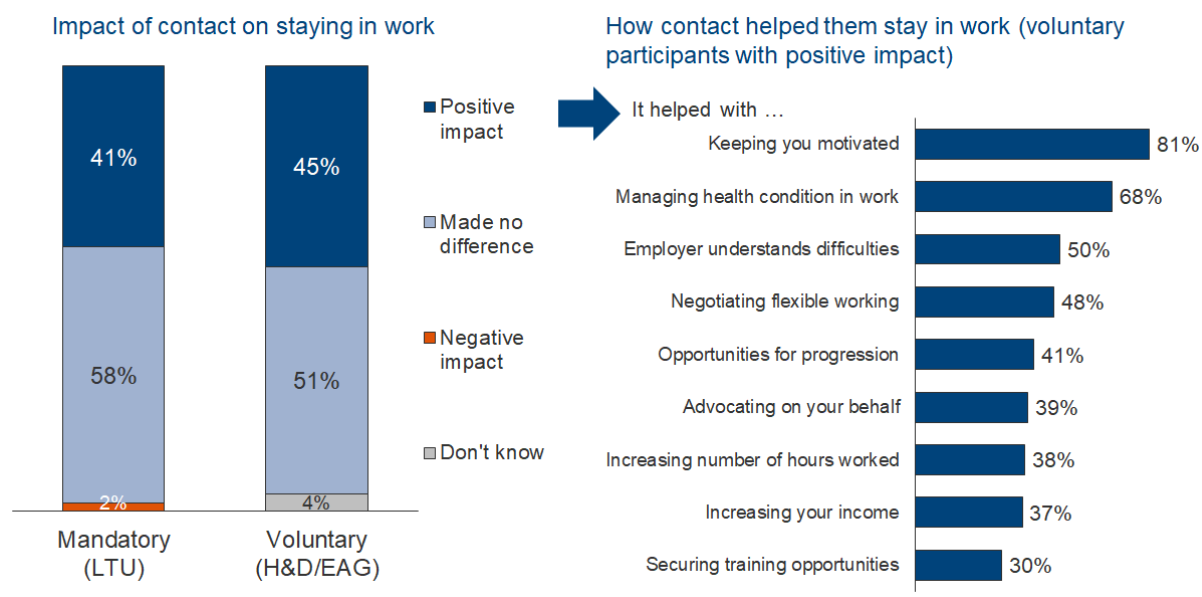 Impact of contact on staying in work
41%
58%
2%
Mandatory
(LTU)
45%
51%
4%
Voluntary
(H&D/EAG)
Positive
impact
Made no
difference
Negative
impact
Don't know
How contact helped them stay in work (voluntary
participants with positive impact)
It helped with …
Keeping you motivated 81%
Managing health condition in work 68%
Employer understands difficulties 50%
Negotiating flexible working 48%
Opportunities for progression 41%
Advocating on your behalf 39%
Increasing number of hours worked 38%
Increasing your income 37%
Securing training opportunities 30%